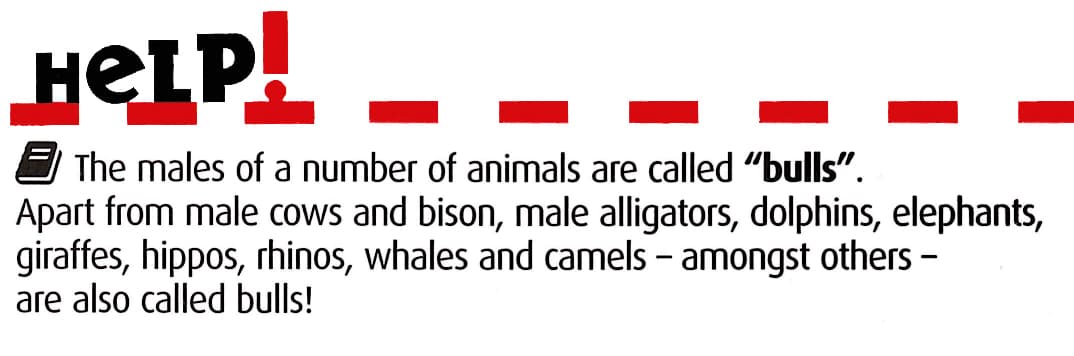 HeLP!
The males of a number of animals are called “bulls”.
Apart from male cows and bison, male alligators, dolphins, elephants,
giraffes, hippos, rhinos, whales and camels – amongst others –
are also called bulls!